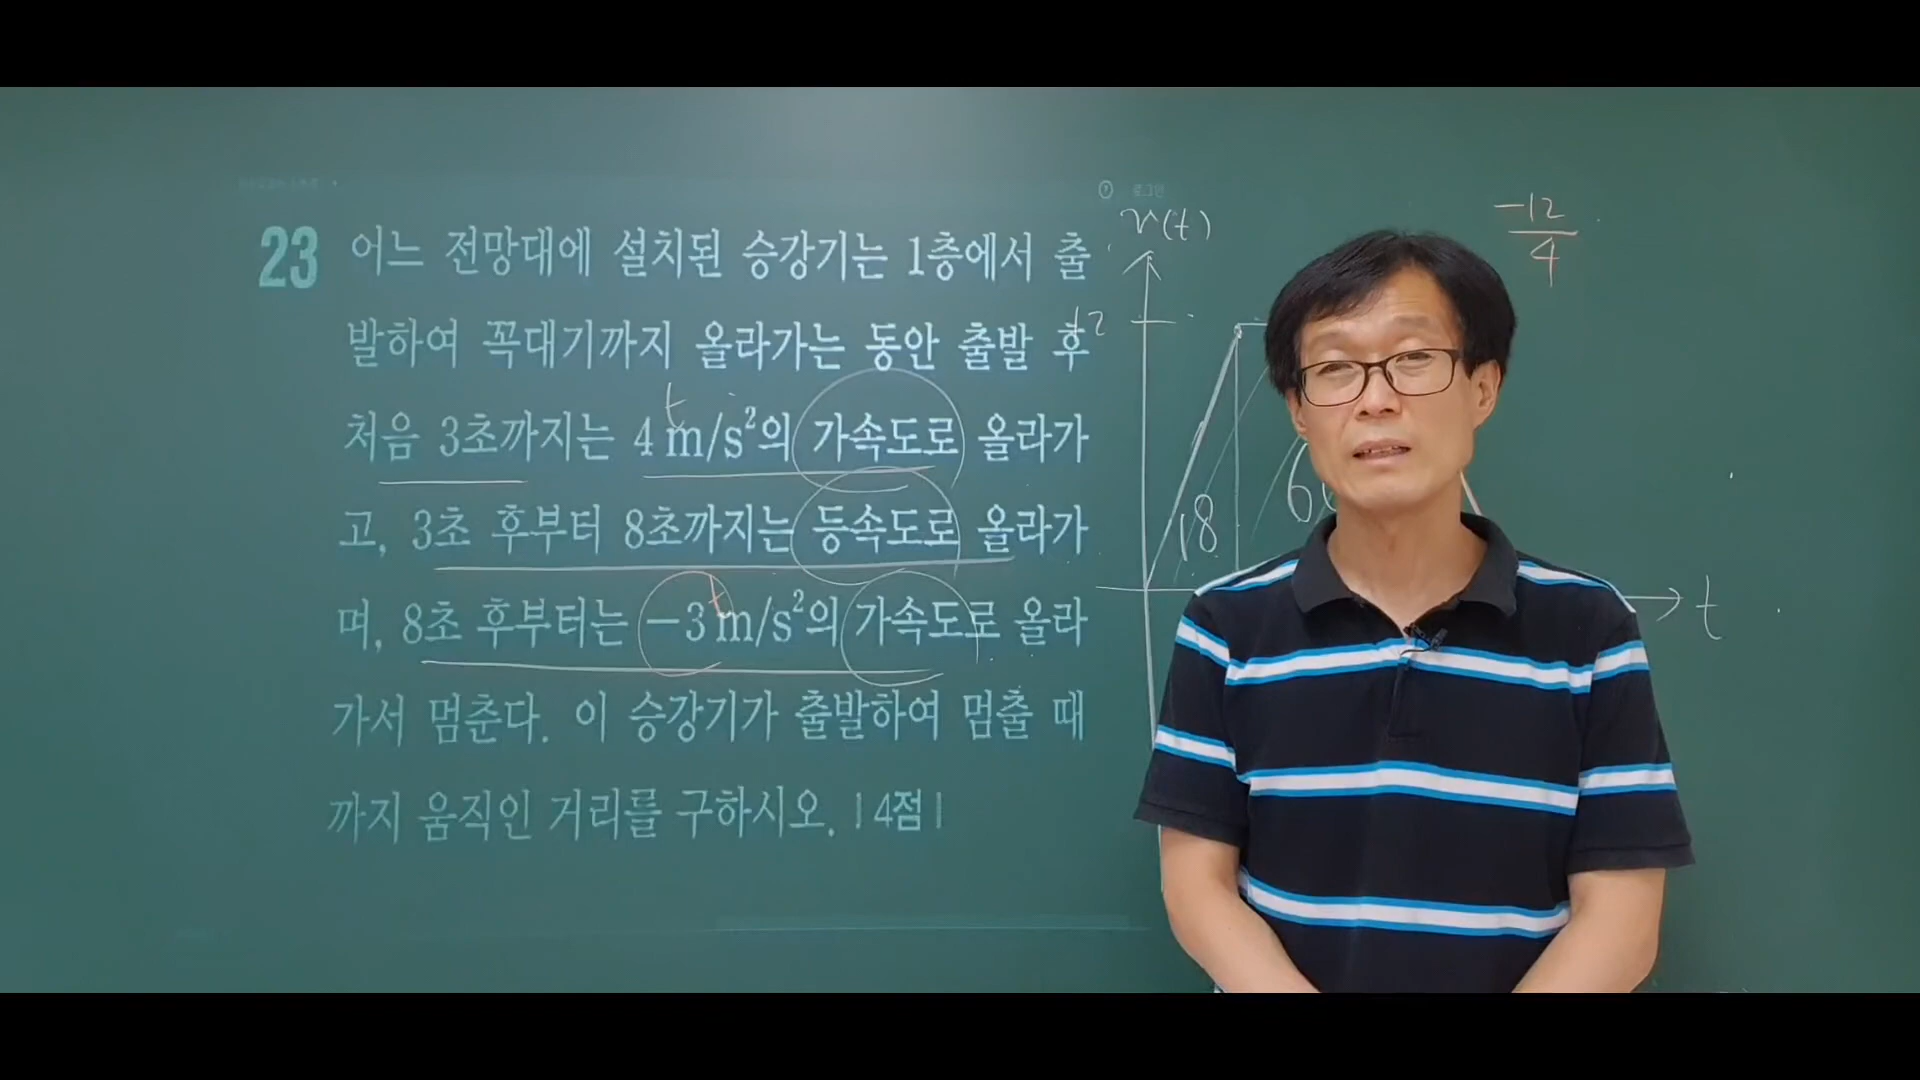 로그인
23 어느 전망대에 설치된 승강기는 1층에서 출
발하여 꼭대기까지 올라가는 동안 출발 후
처음 3초까지는 4 m/s²의 가속도로 올라가
고, 3초 후부터 8초까지는 등속도로 올라가
며, 8초 후부터는 −3 m/s²의 가속도로 올라
가서 멈춘다. 이 승강기가 출발하여 멈출 때
까지 움직인 거리를 구하시오. |4점|
t
t
v(t)
12
18
6
t
-12
4